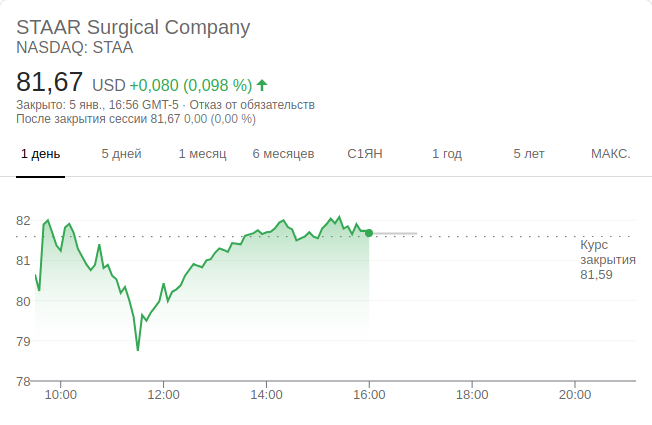 STAAR Surgical Company
NASDAQ: STAA
81,67 USD +0,080 (0,098 %)
Закрыто: 5 янв., 16:56 GMT-5 · Отказ от обязательств
После закрытия сессии 81,67 0,00 (0,00 %)
1 день 5 дней 1 месяц 6 месяцев С1ЯН 1 год 5 лет МАКС.
82
81
80
79
78
Курс
закрытия
81,59
10:00 12:00 14:00 16:00 18:00 20:00